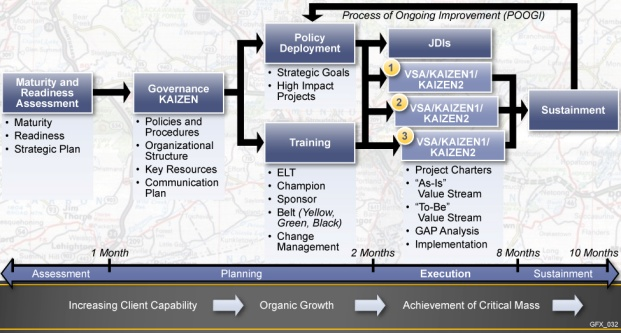 Process of Ongoing Improvement (POOGI)
Maturity and
Readiness
Assessment
• Maturity
• Readiness
• Strategic Plan
Governance
KAIZEN
• Policies and
Procedures
• Organizational
Structure
• Key Resources
• Communication
Plan
Policy
Deployment
• Strategic Goals
• High Impact
Projects
Training
• ELT
• Champion
• Sponsor
• Belt (Yellow,
Green, Black)
• Change
Management
JDIs
1
VSA/KAIZEN1/
KAIZEN2
2
VSA/KAIZEN1/
KAIZEN2
3
VSA/KAIZEN1/
KAIZEN2
• Project Charters
• "As-Is"
Value Stream
• "To-Be"
Value Stream
• GAP Analysis
• Implementation
Sustainment
1 Month
2 Months
8 Months
10 Months
Assessment
Planning
Execution
Sustainment
Increasing Client Capability
Organic Growth
Achievement of Critical Mass
GFX_032